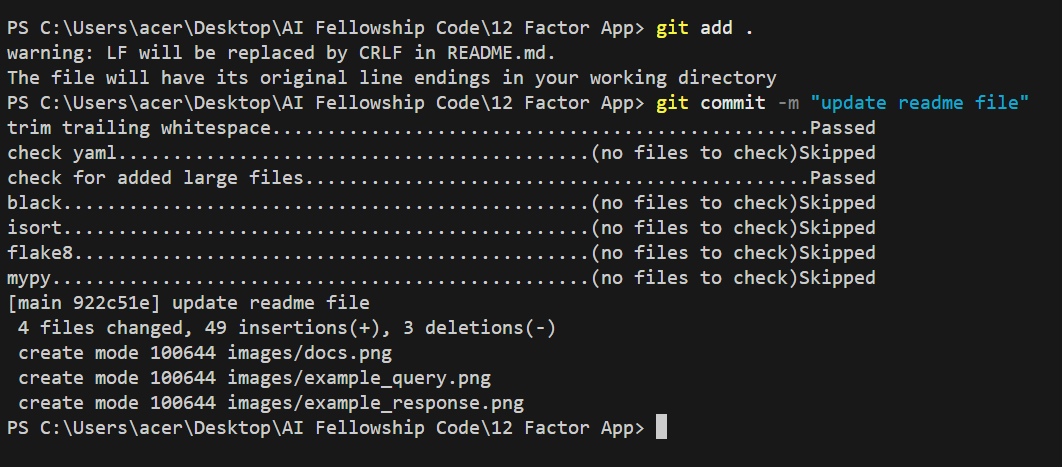 PS C:\Users\acer\Desktop\AI Fellowship Code\12 Factor App> git add .
warning: LF will be replaced by CRLF in README.md.
The file will have its original line endings in your working directory
PS C:\Users\acer\Desktop\AI Fellowship Code\12 Factor App> git commit -m "update readme file"
trim trailing whitespace.................................................Passed
check yaml...........................................(no files to check)Skipped
check for added large files..............................................Passed
black................................................(no files to check)Skipped
isort................................................(no files to check)Skipped
flake8...............................................(no files to check)Skipped
mypy.................................................(no files to check)Skipped
[main 922c51e] update readme file
 4 files changed, 49 insertions(+), 3 deletions(-)
 create mode 100644 images/docs.png
 create mode 100644 images/example_query.png
 create mode 100644 images/example_response.png
PS C:\Users\acer\Desktop\AI Fellowship Code\12 Factor App>